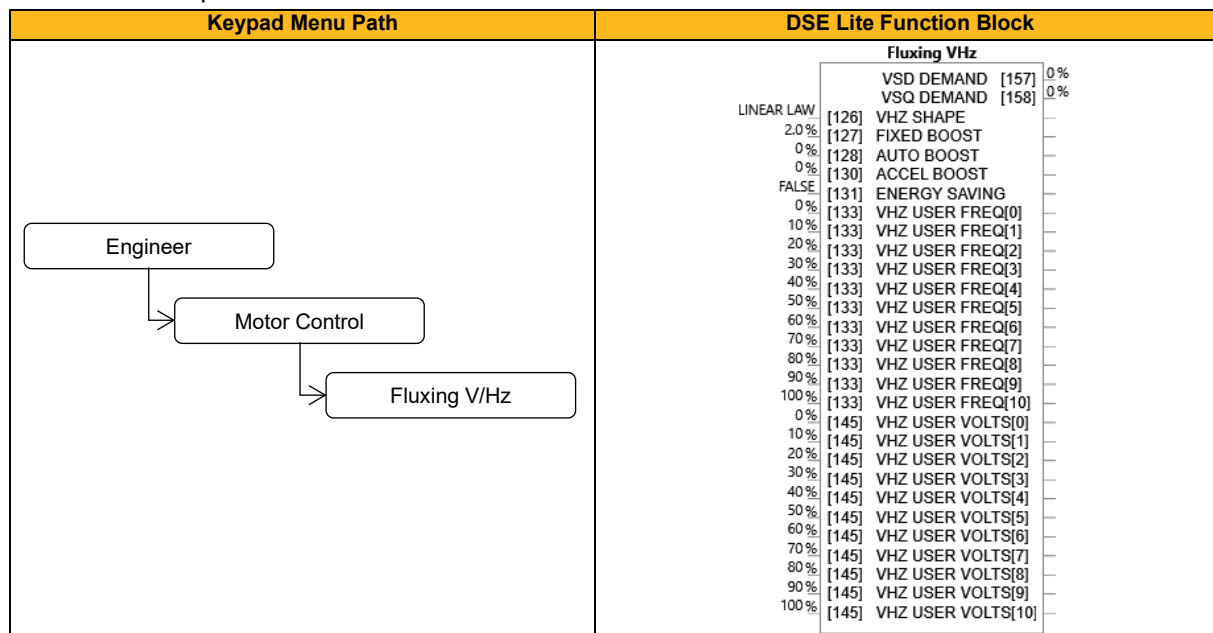 Keypad Menu Path
DSE Lite Function Block
Engineer
Motor Control
Fluxing V/Hz
Fluxing VHz
VSD DEMAND [157] 0 %
VSQ DEMAND [158] 0 %
LINEAR LAW [126] VHZ SHAPE
2.0 % [127] FIXED BOOST
0 % [128] AUTO BOOST
0 % [130] ACCEL BOOST
FALSE [131] ENERGY SAVING
0 % [133] VHZ USER FREQ[0]
10 % [133] VHZ USER FREQ[1]
20 % [133] VHZ USER FREQ[2]
30 % [133] VHZ USER FREQ[3]
40 % [133] VHZ USER FREQ[4]
50 % [133] VHZ USER FREQ[5]
60 % [133] VHZ USER FREQ[6]
70 % [133] VHZ USER FREQ[7]
80 % [133] VHZ USER FREQ[8]
90 % [133] VHZ USER FREQ[9]
100 % [133] VHZ USER FREQ[10]
0 % [145] VHZ USER VOLTS[0]
10 % [145] VHZ USER VOLTS[1]
20 % [145] VHZ USER VOLTS[2]
30 % [145] VHZ USER VOLTS[3]
40 % [145] VHZ USER VOLTS[4]
50 % [145] VHZ USER VOLTS[5]
60 % [145] VHZ USER VOLTS[6]
70 % [145] VHZ USER VOLTS[7]
80 % [145] VHZ USER VOLTS[8]
90 % [145] VHZ USER VOLTS[9]
100 % [145] VHZ USER VOLTS[10]